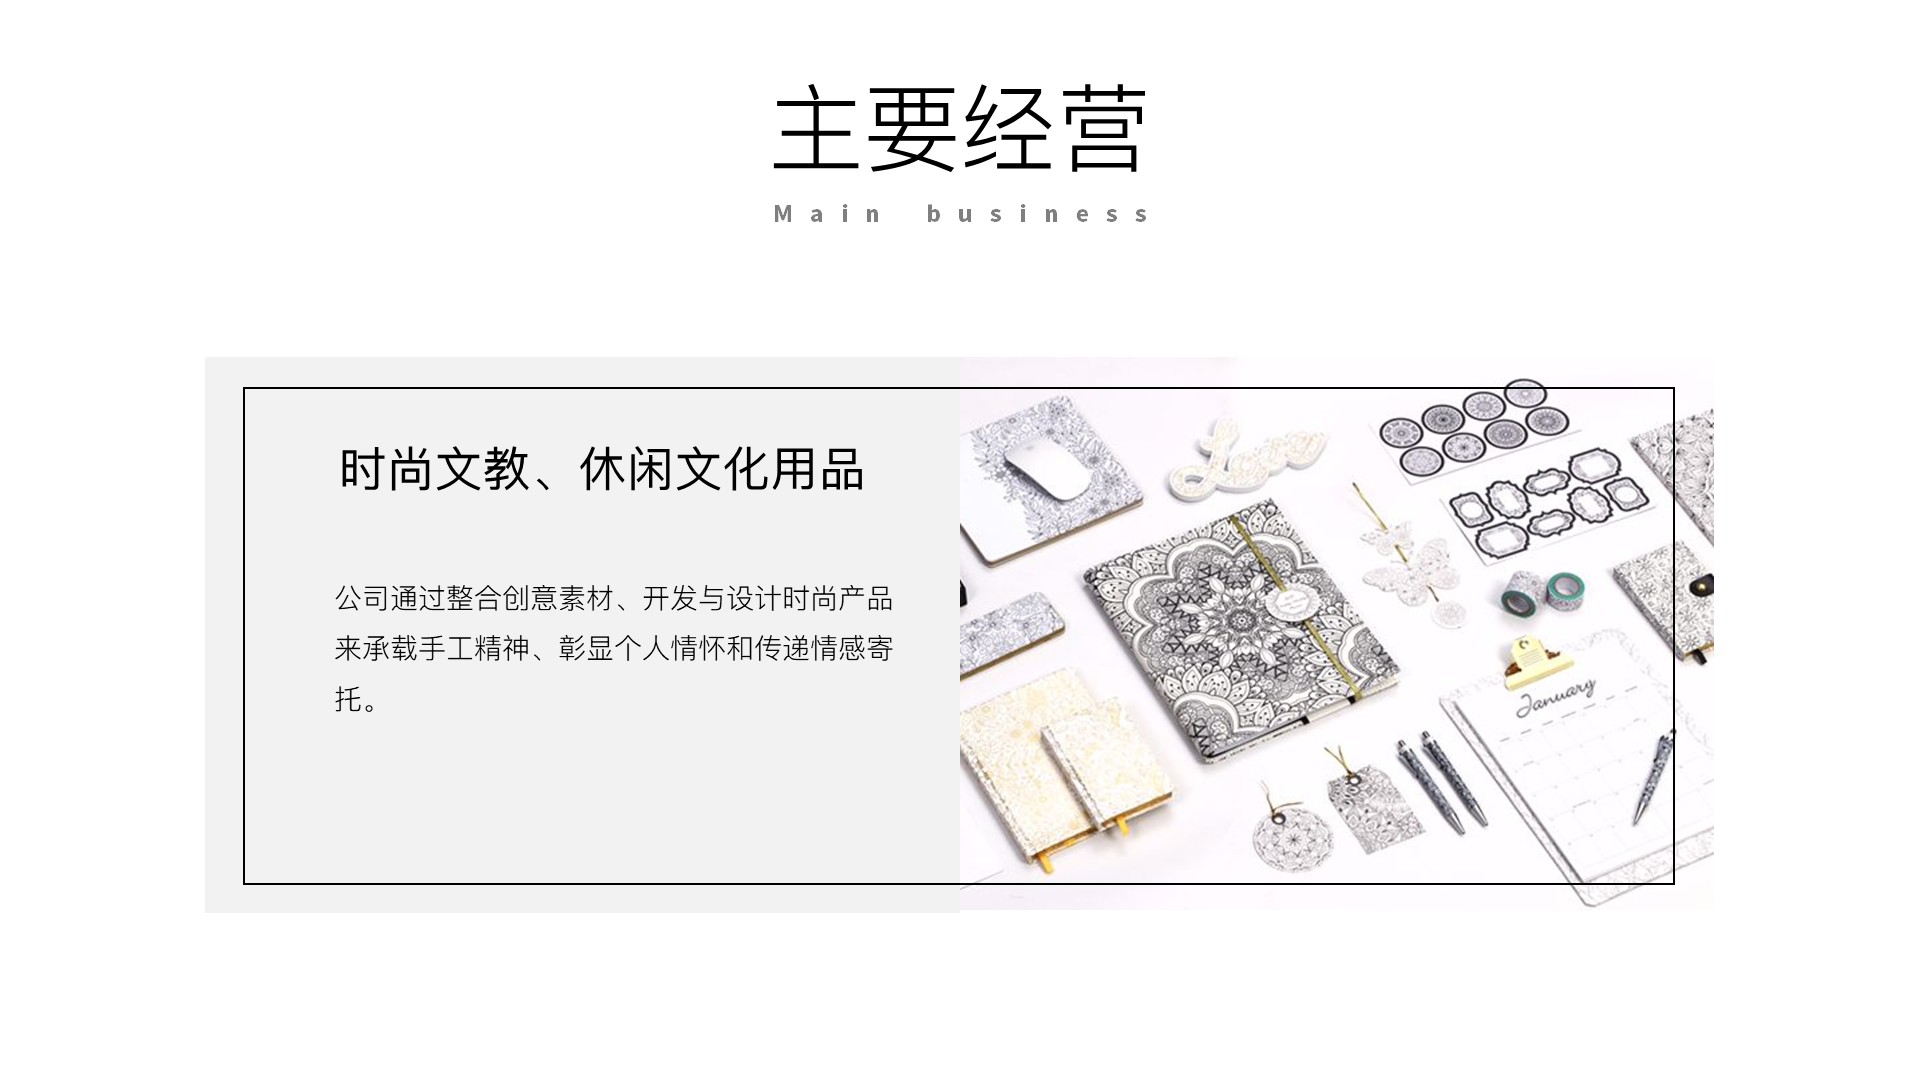 主要经营
Main business
时尚文教、休闲文化用品
公司通过整合创意素材、开发与设计时尚产品
来承载手工精神、彰显个人情怀和传递情感寄
托。
Love
January